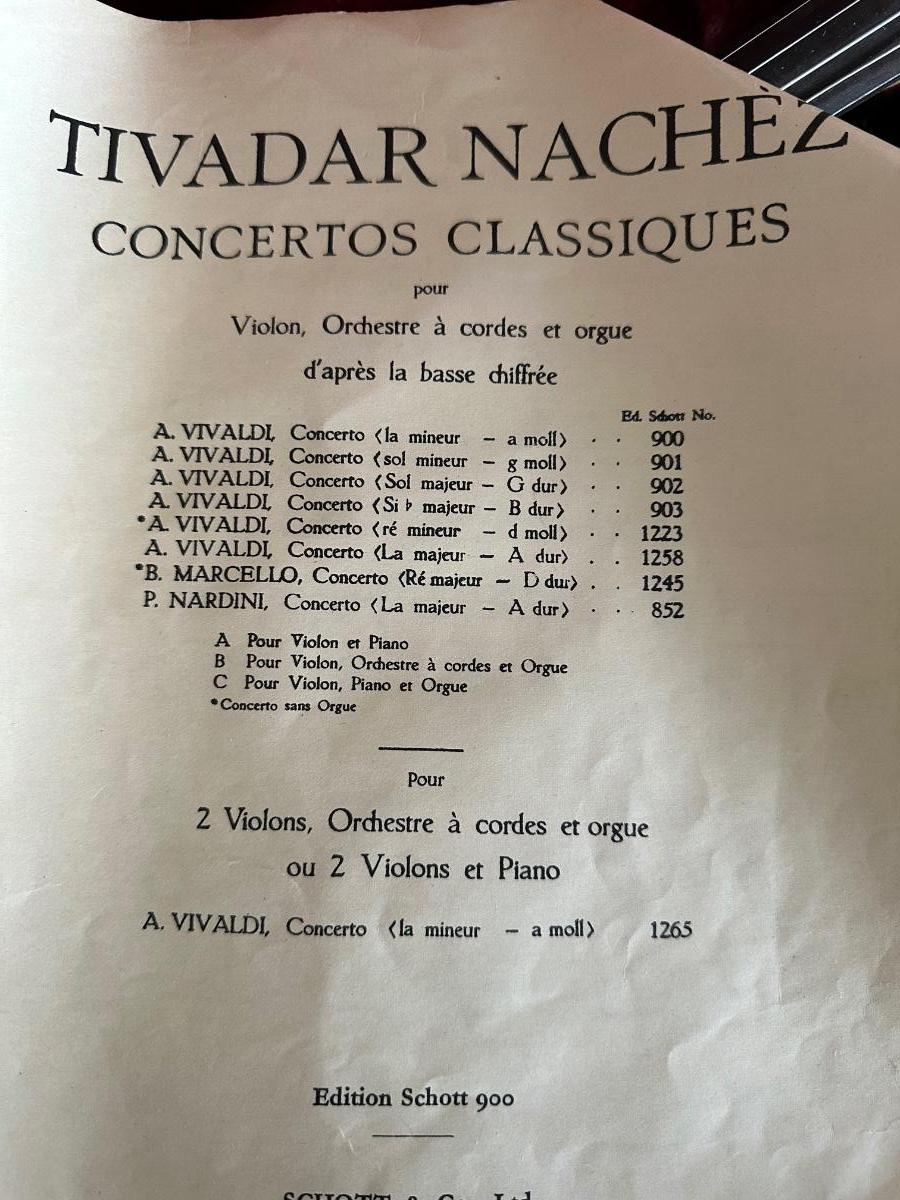 TIVADAR NACHÈZ
CONCERTOS CLASSIQUES
pour
Violon, Orchestre à cordes et orgue
d'après la basse chiffrée
Ed. Schott No.
A. VIVALDI, Concerto ⟨la mineur – a moll⟩ . . 900
A. VIVALDI, Concerto ⟨sol mineur – g moll⟩ . . 901
A. VIVALDI, Concerto ⟨Sol majeur – G dur⟩ . . 902
A. VIVALDI, Concerto ⟨Si ♭ majeur – B dur⟩ . . 903
*A. VIVALDI, Concerto ⟨ré mineur – d moll⟩ . . 1223
A. VIVALDI, Concerto ⟨La majeur – A dur⟩ . . 1258
*B. MARCELLO, Concerto ⟨Ré majeur – D dur⟩ . . 1245
P. NARDINI, Concerto ⟨La majeur – A dur⟩ . . 852
A Pour Violon et Piano
B Pour Violon, Orchestre à cordes et Orgue
C Pour Violon, Piano et Orgue
*Concerto sans Orgue
Pour
2 Violons, Orchestre à cordes et orgue
ou 2 Violons et Piano
A. VIVALDI, Concerto ⟨la mineur – a moll⟩ 1265
Edition Schott 900
SCHOTT & Co. Ltd.